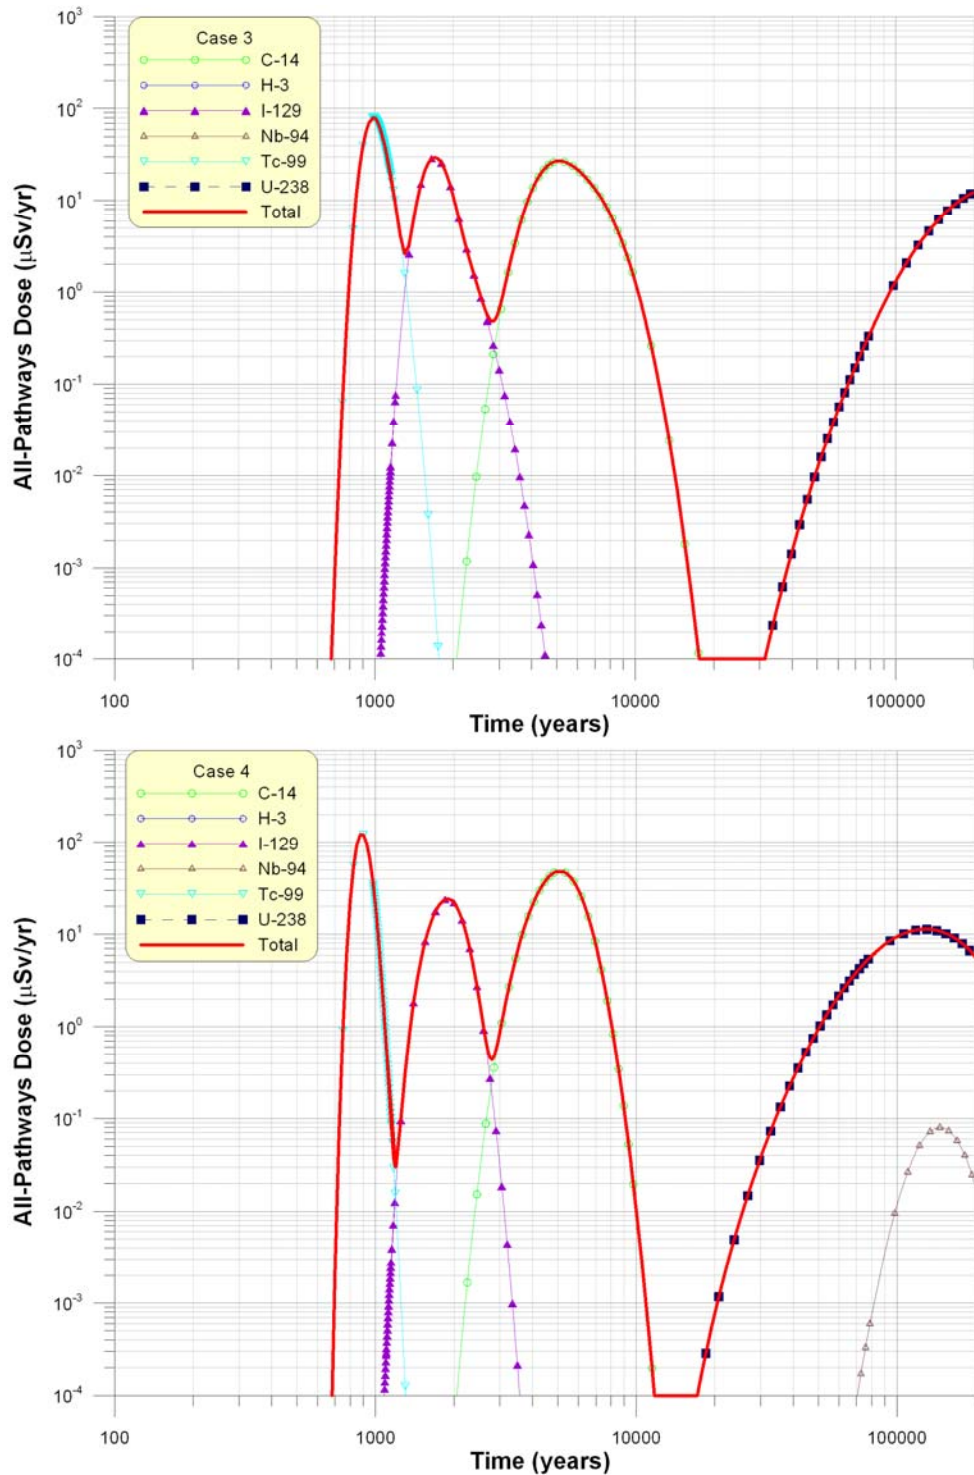 10³
Case 3
C-14
H-3
I-129
Nb-94
Tc-99
U-238
Total
10²
10¹
10⁰
10⁻¹
10⁻²
10⁻³
10⁻⁴
All-Pathways Dose (μSv/yr)
100 1000 10000 100000
Time (years)
10³
Case 4
C-14
H-3
I-129
Nb-94
Tc-99
U-238
Total
10²
10¹
10⁰
10⁻¹
10⁻²
10⁻³
10⁻⁴
All-Pathways Dose (μSv/yr)
100 1000 10000 100000
Time (years)